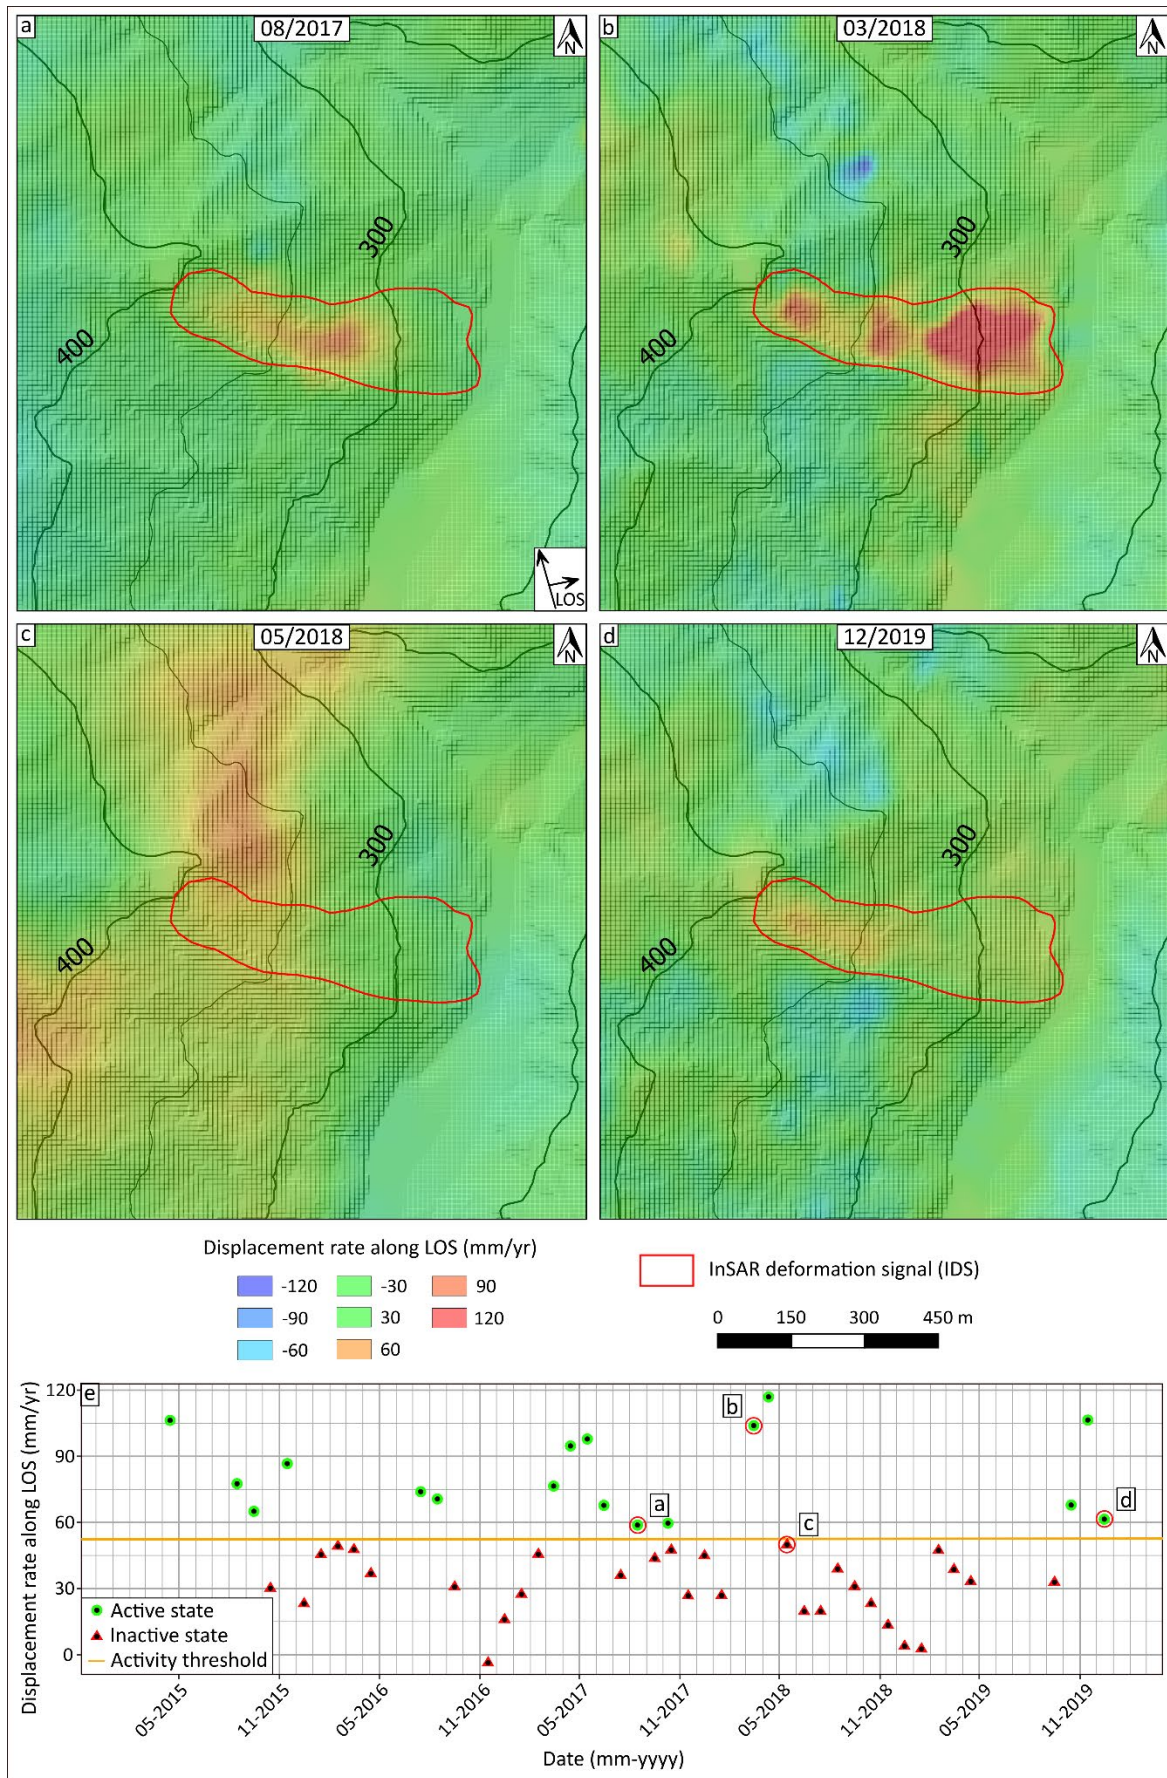 a
08/2017
N
300
400
LOS
b
03/2018
N
300
400
c
05/2018
N
300
400
d
12/2019
N
300
400
Displacement rate along LOS (mm/yr)
-120
-30
90
-90
30
120
-60
60
InSAR deformation signal (IDS)
0 150 300 450 m
e
Displacement rate along LOS (mm/yr)
120
90
60
30
0
b
a
c
d
Active state
Inactive state
Activity threshold
05-2015
11-2015
05-2016
11-2016
05-2017
11-2017
05-2018
11-2018
05-2019
11-2019
Date (mm-yyyy)